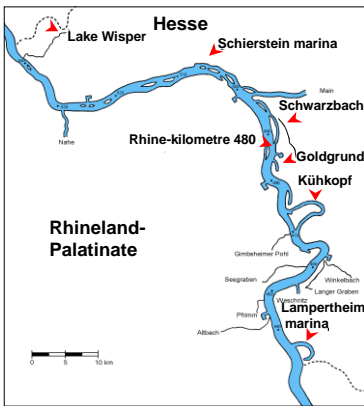 Hesse
Lake Wisper
Schierstein marina
Main
Schwarzbach
Nahe
Rhine-kilometre 480
Goldgrund
Kühkopf
Rhineland-
Palatinate
Gimbsheimer Pohl
Seegraben
Winkelbach
Langer Graben
Weschnitz
Lampertheim
marina
Pfrimm
Altbach
0 5 10 km